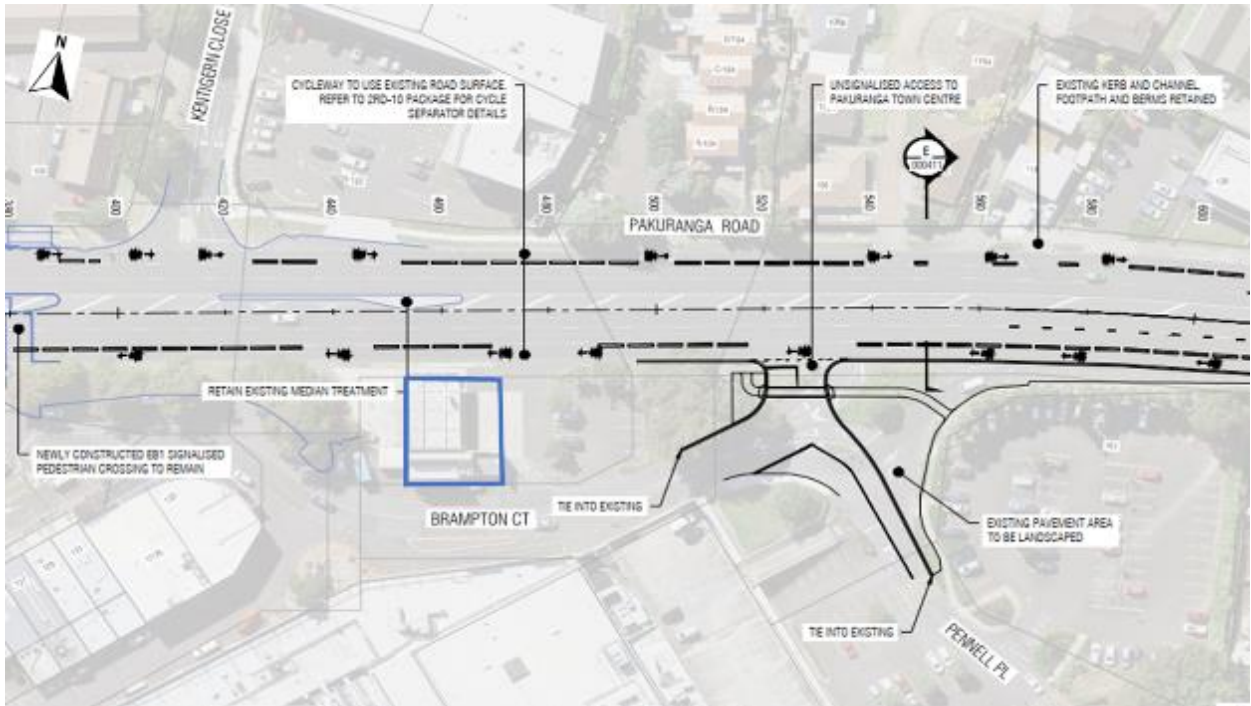 N
KENTIGERN CLOSE
CYCLEWAY TO USE EXISTING ROAD SURFACE.
REFER TO 2RD-10 PACKAGE FOR CYCLE
SEPARATOR DETAILS
UNSIGNALISED ACCESS TO
PAKURANGA TOWN CENTRE
EXISTING KERB AND CHANNEL,
FOOTPATH AND BERMS RETAINED
E
000411
400
420
440
460
480
500
520
540
560
580
600
PAKURANGA ROAD
RETAIN EXISTING MEDIAN TREATMENT
NEWLY CONSTRUCTED EB1 SIGNALISED
PEDESTRIAN CROSSING TO REMAIN
BRAMPTON CT
TIE INTO EXISTING
EXISTING PAVEMENT AREA
TO BE LANDSCAPED
TIE INTO EXISTING
PENNELL PL